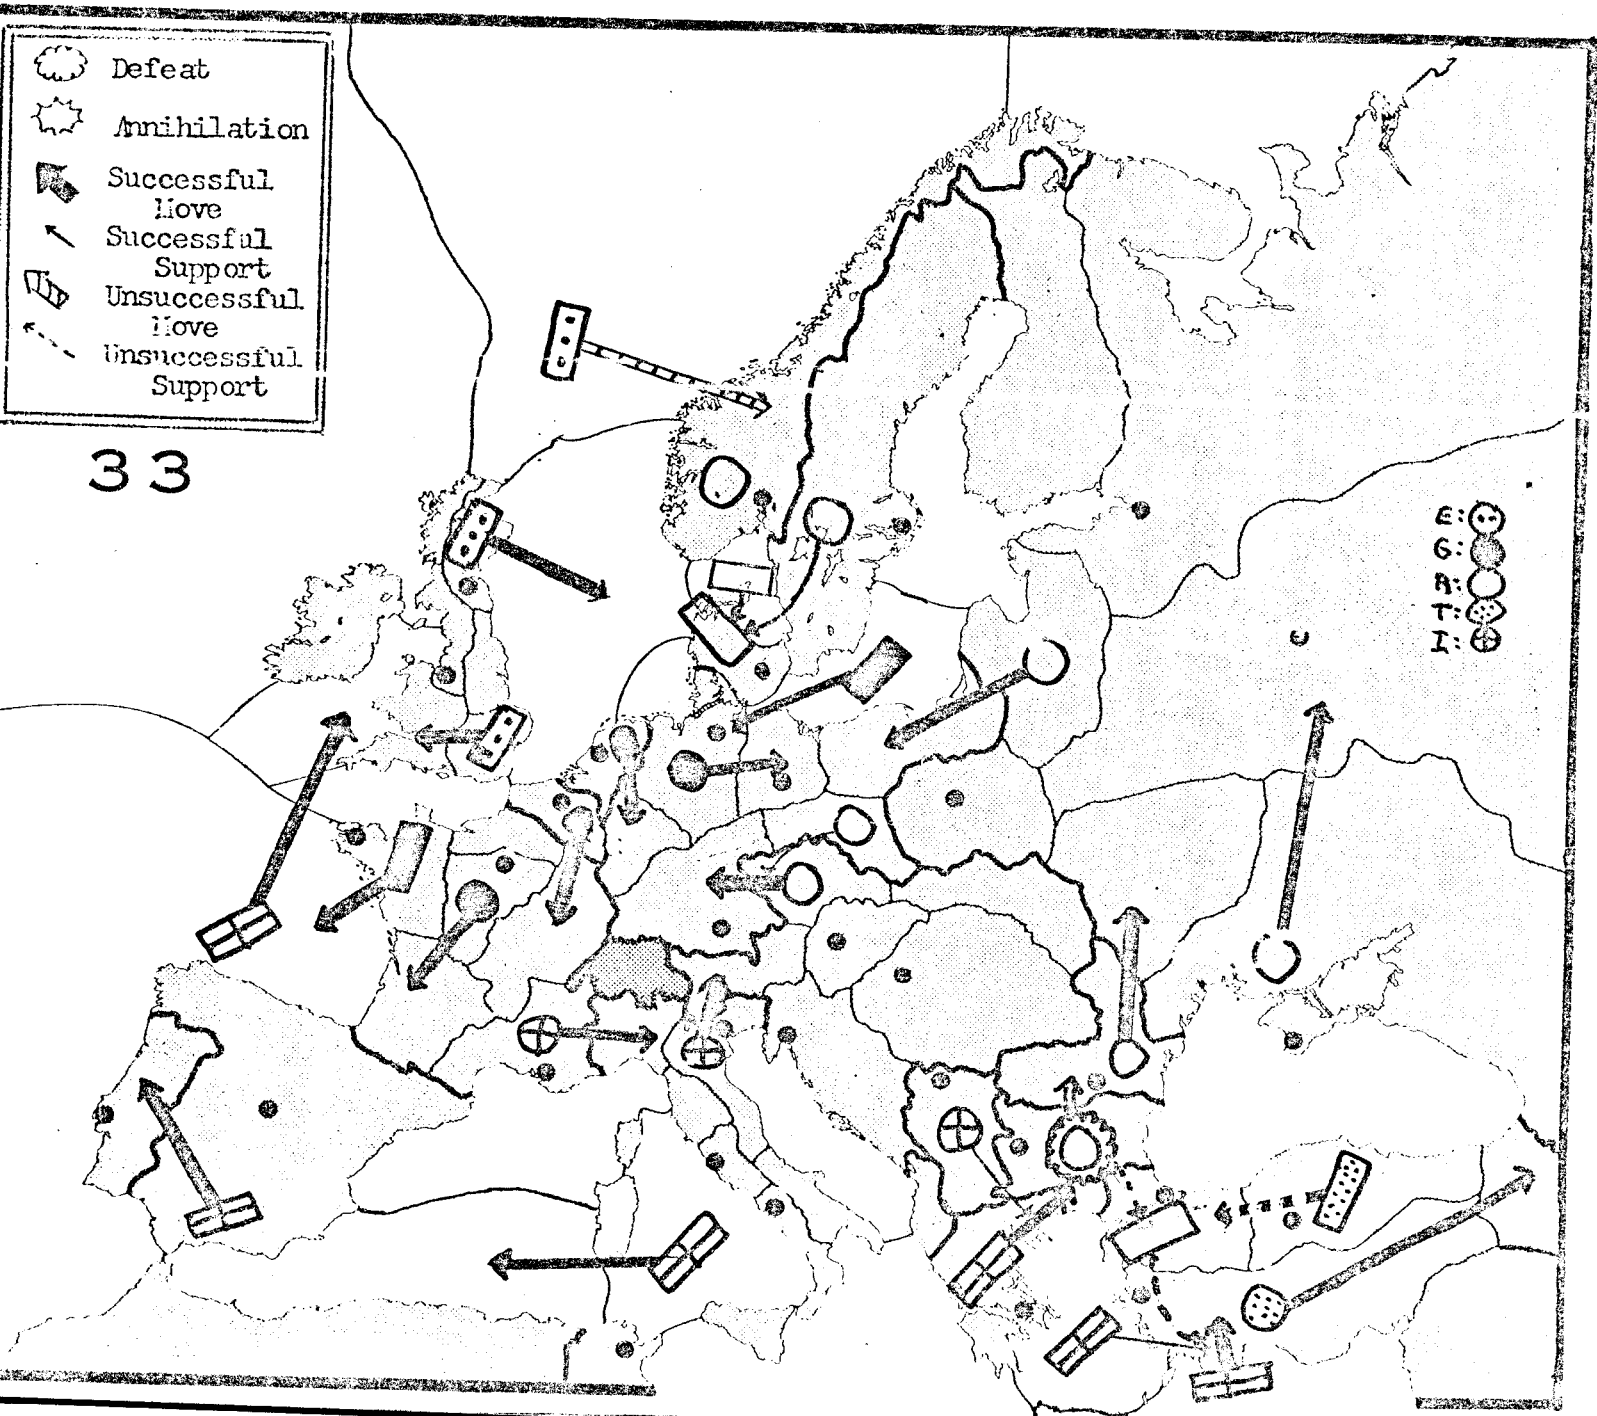 Defeat
Annihilation
Successful
Move
Successful
Support
Unsuccessful
Move
Unsuccessful
Support
33
E:
G:
R:
T:
I: